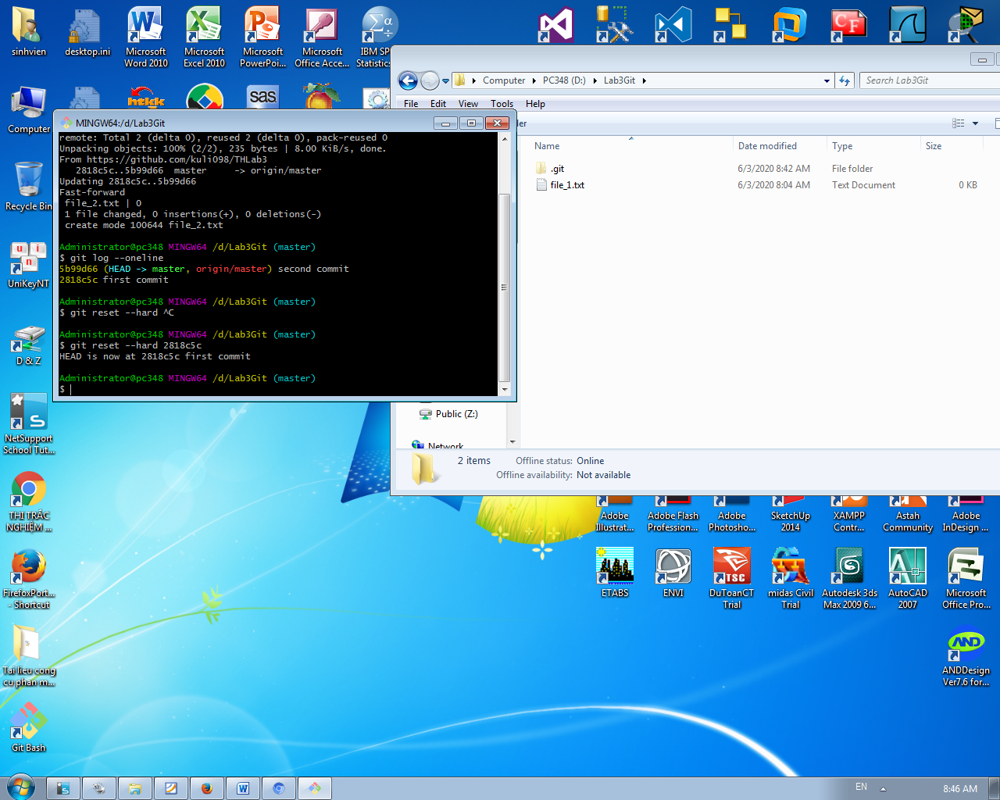 sinhvien
desktop.ini
Microsoft Word 2010
Microsoft Excel 2010
Microsoft PowerPoi...
Microsoft Office Acce...
IBM SP
Statistics
Computer
Recycle Bin
UniKeyNT
D & Z
NetSupport School Tut...
THI TRẮC NGHIỆM ...
FirefoxPort... - Shortcut
Tai lieu cong cu phan m...
Git Bash
MINGW64:/d/Lab3Git
remote: Total 2 (delta 0), reused 2 (delta 0), pack-reused 0
Unpacking objects: 100% (2/2), 235 bytes | 8.00 KiB/s, done.
From https://github.com/kuli098/THLab3
2818c5c..5b99d66  master     -> origin/master
Updating 2818c5c..5b99d66
Fast-forward
file_2.txt | 0
1 file changed, 0 insertions(+), 0 deletions(-)
create mode 100644 file_2.txt
Administrator@pc348 MINGW64 /d/Lab3Git (master)
$ git log --oneline
5b99d66 (HEAD -> master, origin/master) second commit
2818c5c first commit
Administrator@pc348 MINGW64 /d/Lab3Git (master)
$ git reset --hard ^C
Administrator@pc348 MINGW64 /d/Lab3Git (master)
$ git reset --hard 2818c5c
HEAD is now at 2818c5c first commit
Administrator@pc348 MINGW64 /d/Lab3Git (master)
$
Computer PC348 (D:) Lab3Git
Search Lab3Git
File Edit View Tools Help
der
Name Date modified Type Size
.git 6/3/2020 8:42 AM File folder
file_1.txt 6/3/2020 8:04 AM Text Document 0 KB
Public (Z:)
Network
2 items Offline status: Online
Offline availability: Not available
Adobe Illustrat...
Adobe Flash Profession...
Adobe Photosho...
SketchUp 2014
XAMPP Contr...
Astah Community
Adobe InDesign ...
ETABS
ENVI
DuToanCT Trial
midas Civil Trial
Autodesk 3ds Max 2009 6...
AutoCAD 2007
Microsoft Office Pro...
ANDDesign Ver7.6 for...
EN
8:46 AM